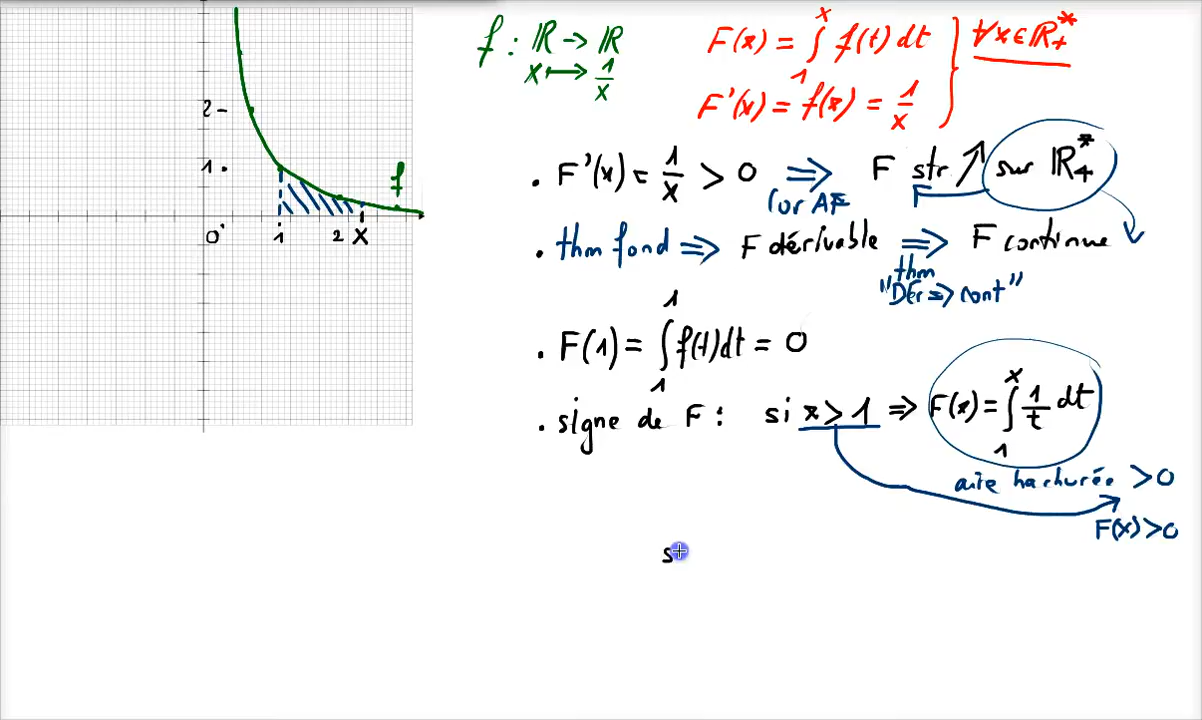 f : ℝ → ℝ
x ⟼ 1/x
F(x) = ∫₁ˣ f(t) dt
F'(x) = f(x) = 1/x
∀x∈ℝ₊*
2
1
f
0 1 2 x
• F'(x) = 1/x > 0 ⇒ F str ↗ sur ℝ₊*
cor AF
• thm fond ⇒ F dérivable ⇒ F continue
thm
"Dér ⇒ cont"
• F(1) = ∫₁¹ f(t)dt = 0
• signe de F : si x > 1 ⇒ F(x) = ∫₁ˣ 1/t dt
aire hachurée > 0
F(x) > 0
s